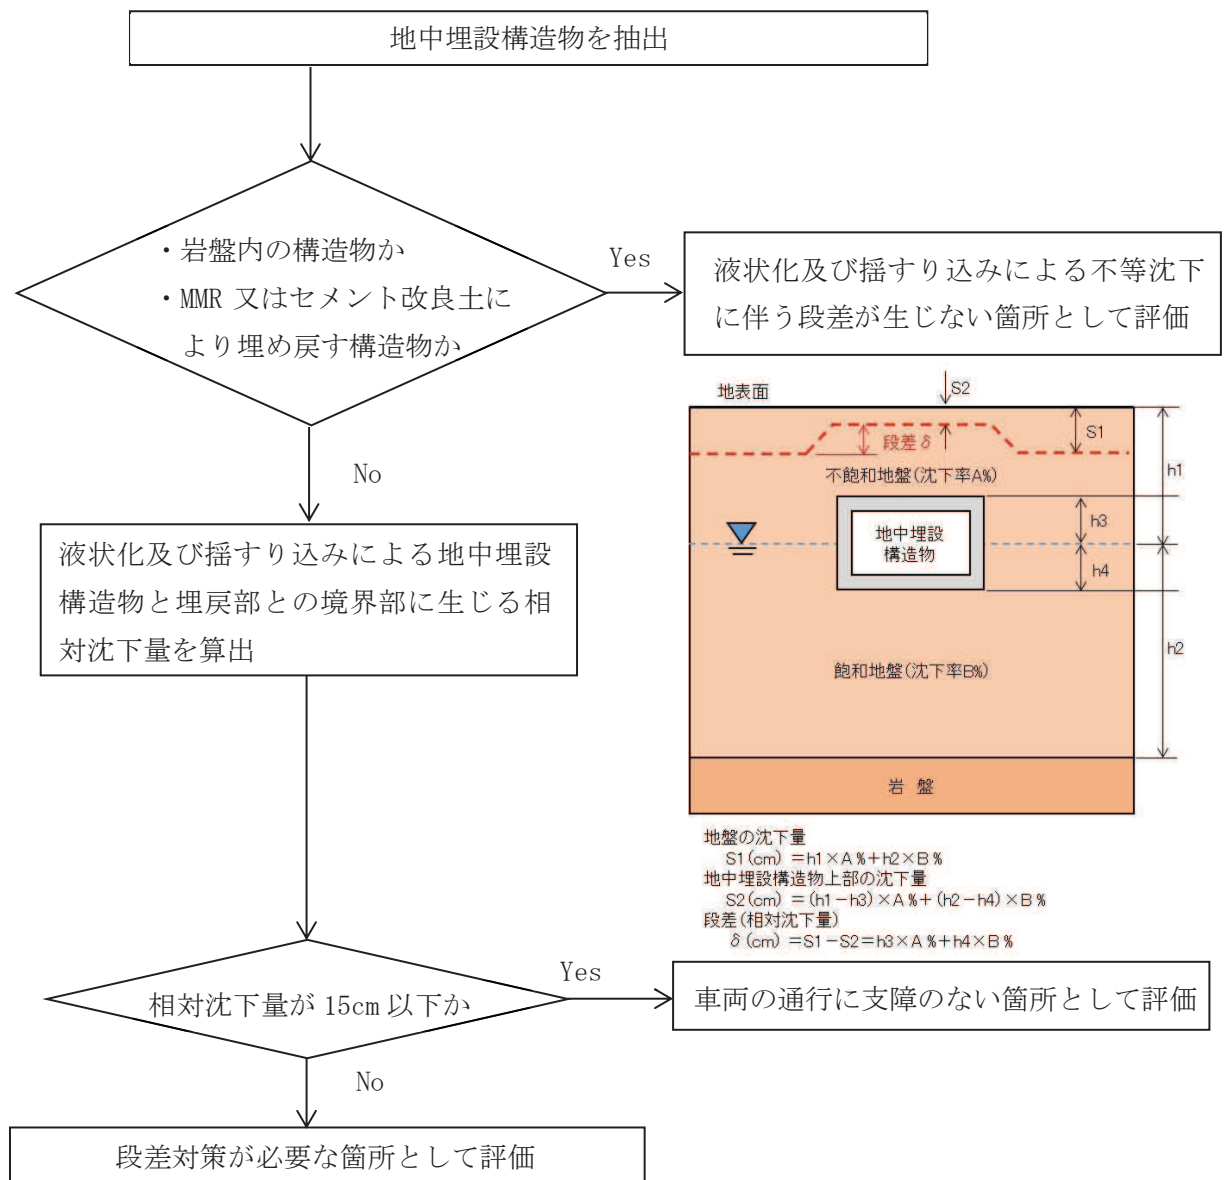 地中埋設構造物を抽出
・岩盤内の構造物か
・MMR 又はセメント改良土に
より埋め戻す構造物か
Yes
液状化及び揺すり込みによる不等沈下
に伴う段差が生じない箇所として評価
No
液状化及び揺すり込みによる地中埋設
構造物と埋戻部との境界部に生じる相
対沈下量を算出
地表面
S2
S1
段差δ
h1
不飽和地盤(沈下率A%)
h3
地中埋設
構造物
h4
h2
飽和地盤(沈下率B%)
岩 盤
地盤の沈下量
S1(cm)=h1×A%+h2×B%
地中埋設構造物上部の沈下量
S2(cm)=(h1-h3)×A%+(h2-h4)×B%
段差(相対沈下量)
δ(cm)=S1-S2=h3×A%+h4×B%
相対沈下量が 15cm 以下か
Yes
車両の通行に支障のない箇所として評価
No
段差対策が必要な箇所として評価